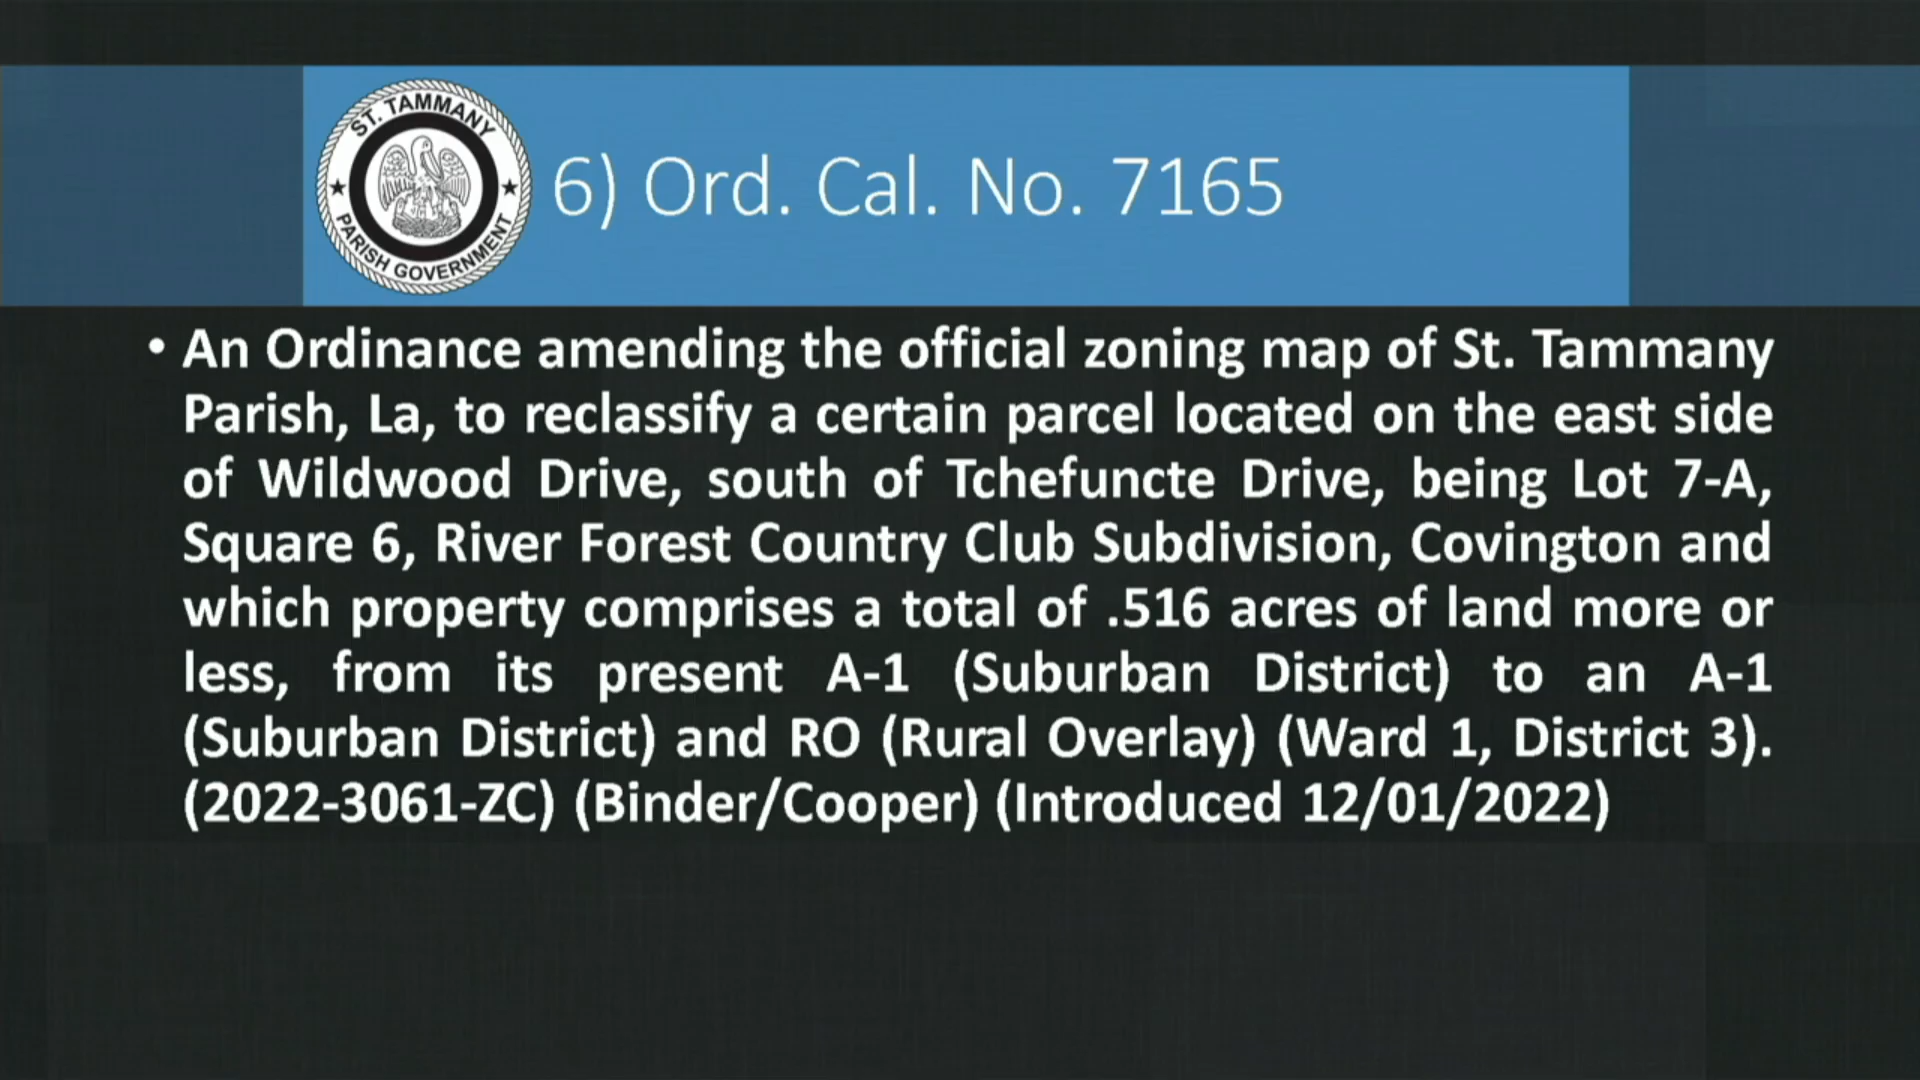 ST. TAMMANY
PARISH GOVERNMENT
6) Ord. Cal. No. 7165
• An Ordinance amending the official zoning map of St. Tammany
Parish, La, to reclassify a certain parcel located on the east side
of Wildwood Drive, south of Tchefuncte Drive, being Lot 7-A,
Square 6, River Forest Country Club Subdivision, Covington and
which property comprises a total of .516 acres of land more or
less, from its present A-1 (Suburban District) to an A-1
(Suburban District) and RO (Rural Overlay) (Ward 1, District 3).
(2022-3061-ZC) (Binder/Cooper) (Introduced 12/01/2022)